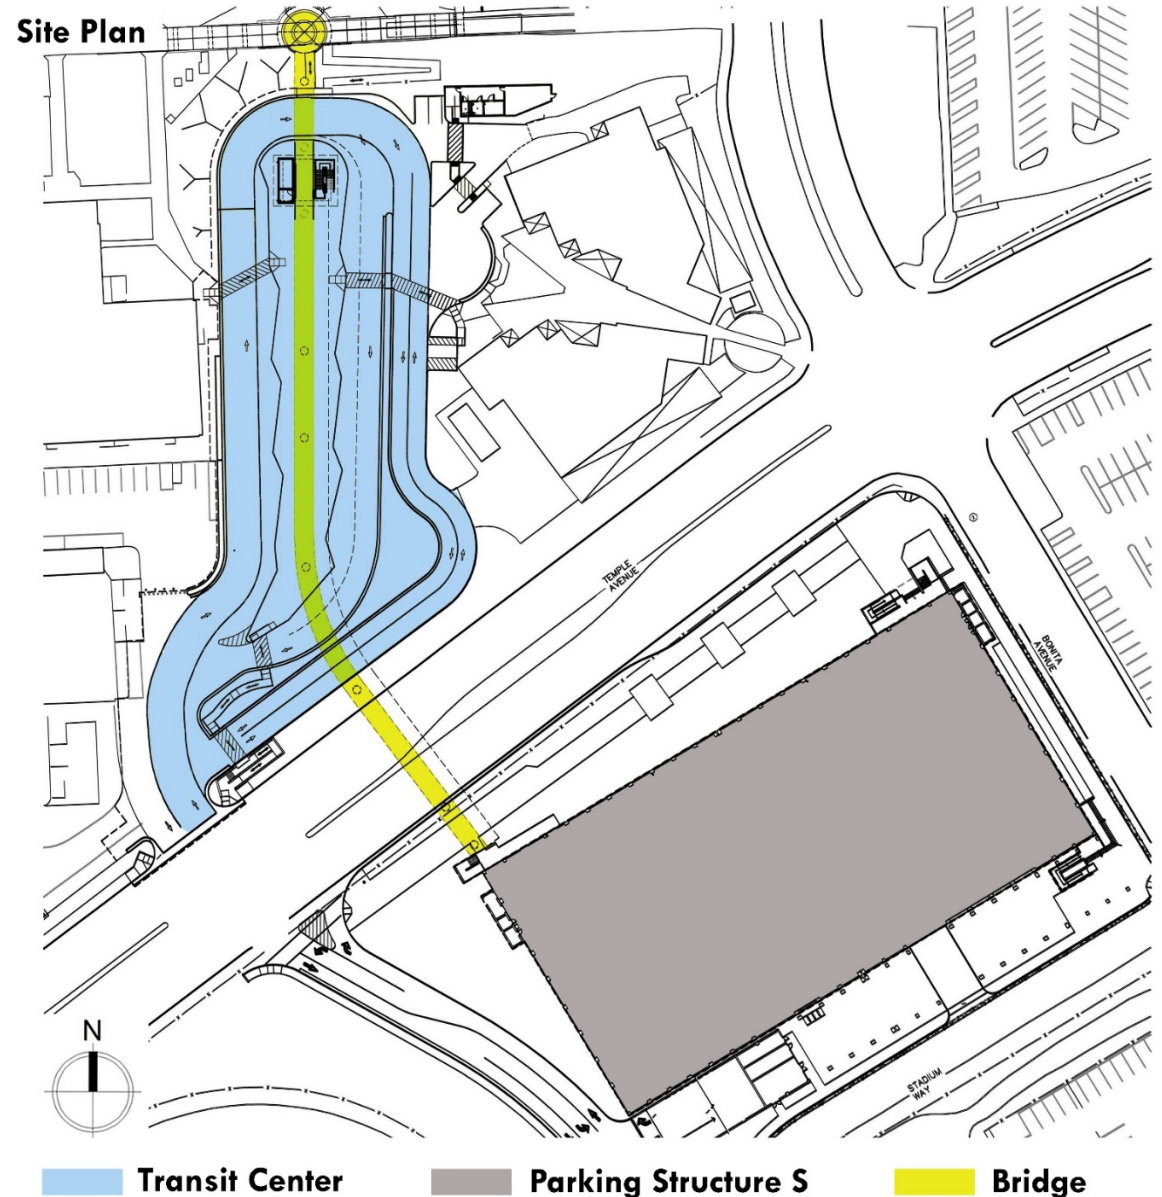 Site Plan
TEMPLE
AVENUE
BONITA
AVENUE
STADIUM
WAY
N
Transit Center
Parking Structure S
Bridge